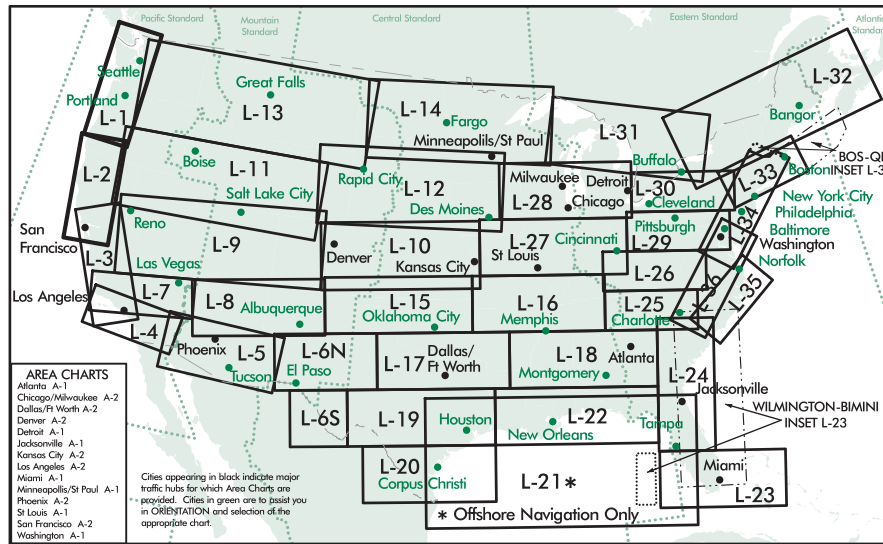 Pacific Standard
Mountain
Standard
Central Standard
Eastern Standard
Atlantic
Standard
Seattle
Portland
L-1
Great Falls
L-13
L-14
Fargo
Minneapolils/St Paul
L-31
L-32
Bangor
Buffalo
BOS-
Boston
INSET L-3
L-2
Boise
L-11
Salt Lake City
Rapid City
L-12
Des Moines
Milwaukee
L-28
Chicago
Detroit
L-30
Cleveland
Pittsburgh
L-29
L-33
New York City
Philadelphia
Baltimore
Washington
Norfolk
L-34
San
Francisco
Reno
L-3
L-9
Las Vegas
Denver
L-10
Kansas City
L-27
St Louis
Cincinnati
L-26
L-36
L-35
Los Angeles
L-7
L-4
L-8
Albuquerque
L-15
Oklahoma City
L-16
Memphis
L-25
Charlotte
Phoenix
L-5
Tucson
L-6N
El Paso
L-17
Dallas/
Ft Worth
L-18
Montgomery
Atlanta
L-24
Jacksonville
L-6S
L-19
Houston
L-22
New Orleans
Tampa
WILMINGTON-BIMINI
INSET L-23
L-20
Corpus Christi
L-21*
* Offshore Navigation Only
Miami
L-23
AREA CHARTS
Atlanta A-1
Chicago/Milwaukee A-2
Dallas/Ft Worth A-2
Denver A-2
Detroit A-1
Jacksonville A-1
Kansas City A-2
Los Angeles A-2
Miami A-1
Minneapolis/St Paul A-1
Phoenix A-2
St Louis A-1
San Francisco A-2
Washington A-1
Cities appearing in black indicate major
traffic hubs for which Area Charts are
provided. Cities in green are to assist you
in ORIENTATION and selection of the
appropriate chart.